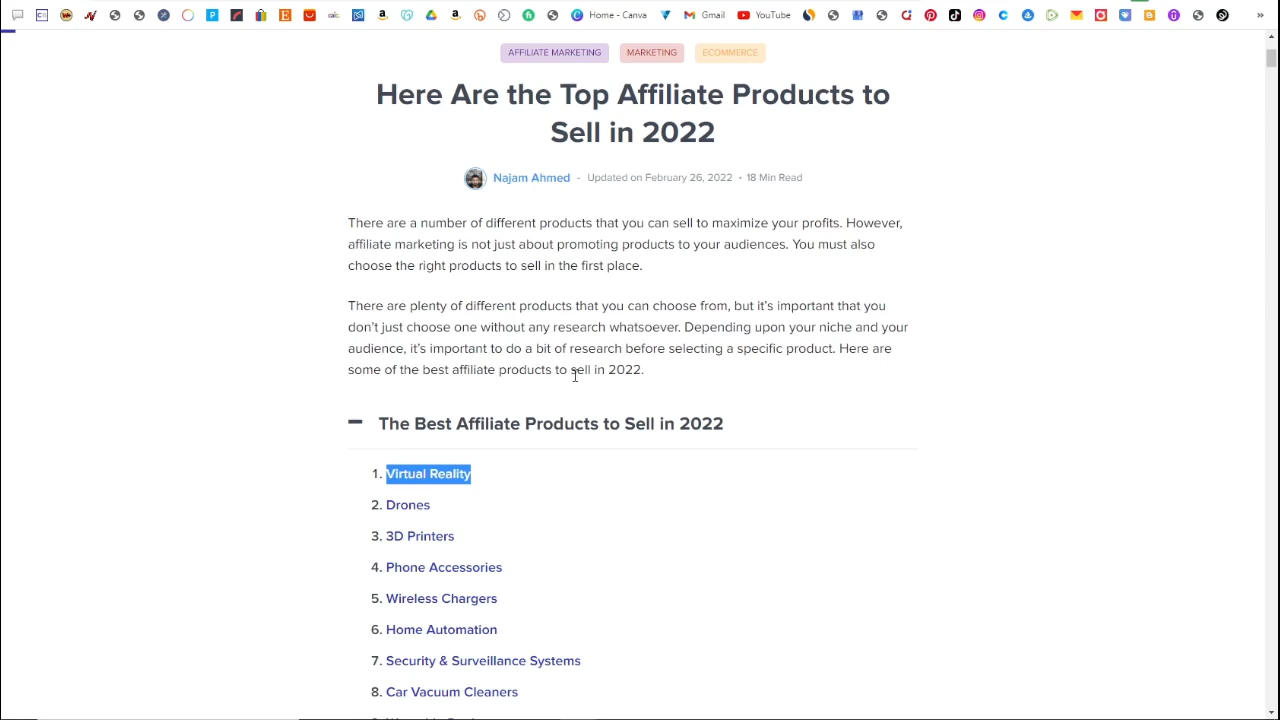 Home - Canva
Gmail
YouTube
»
AFFILIATE MARKETING
MARKETING
ECOMMERCE
Here Are the Top Affiliate Products to
Sell in 2022
Najam Ahmed - Updated on February 26, 2022 • 18 Min Read
There are a number of different products that you can sell to maximize your profits. However,
affiliate marketing is not just about promoting products to your audiences. You must also
choose the right products to sell in the first place.
There are plenty of different products that you can choose from, but it's important that you
don't just choose one without any research whatsoever. Depending upon your niche and your
audience, it's important to do a bit of research before selecting a specific product. Here are
some of the best affiliate products to sell in 2022.
The Best Affiliate Products to Sell in 2022
1. Virtual Reality
2. Drones
3. 3D Printers
4. Phone Accessories
5. Wireless Chargers
6. Home Automation
7. Security & Surveillance Systems
8. Car Vacuum Cleaners